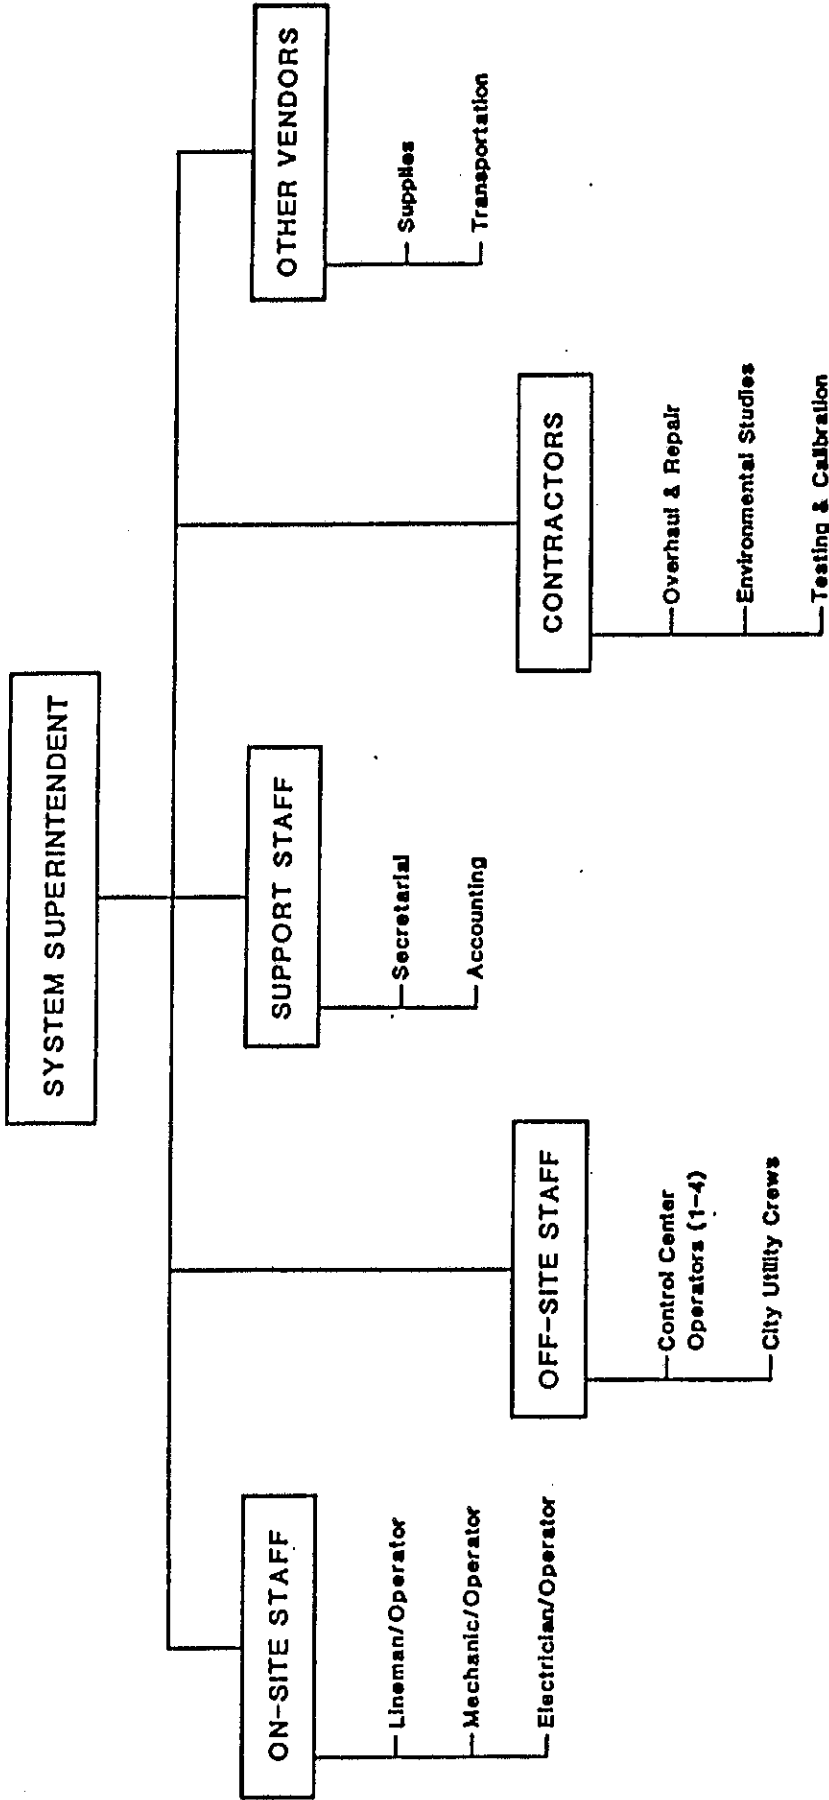 SYSTEM SUPERINTENDENT
ON-SITE STAFF
Lineman/Operator
Mechanic/Operator
Electrician/Operator
OFF-SITE STAFF
Control Center
Operators (1-4)
City Utility Crews
SUPPORT STAFF
Secretarial
Accounting
CONTRACTORS
Overhaul & Repair
Environmental Studies
Testing & Calibration
OTHER VENDORS
Supplies
Transportation